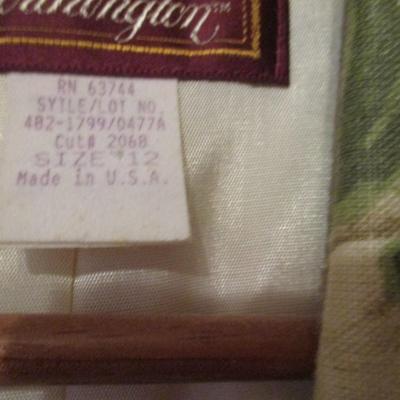 RN 63744
SYTLE/LOT NO.
482-1799/0477A
Cut# 2068
SIZE 12
Made in U.S.A.